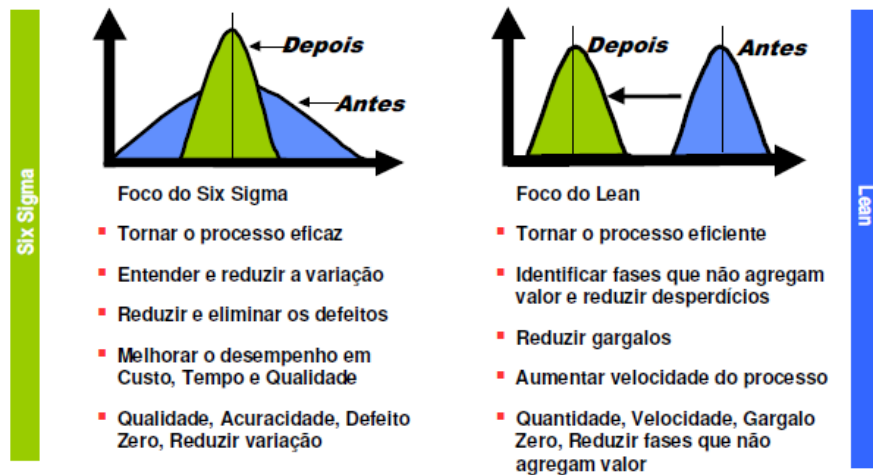 Six Sigma
Depois
Antes
Foco do Six Sigma
Tornar o processo eficaz
Entender e reduzir a variação
Reduzir e eliminar os defeitos
Melhorar o desempenho em
Custo, Tempo e Qualidade
Qualidade, Acuracidade, Defeito
Zero, Reduzir variação
Depois
Antes
Foco do Lean
Tornar o processo eficiente
Identificar fases que não agregam
valor e reduzir desperdícios
Reduzir gargalos
Aumentar velocidade do processo
Quantidade, Velocidade, Gargalo
Zero, Reduzir fases que não
agregam valor
Lean